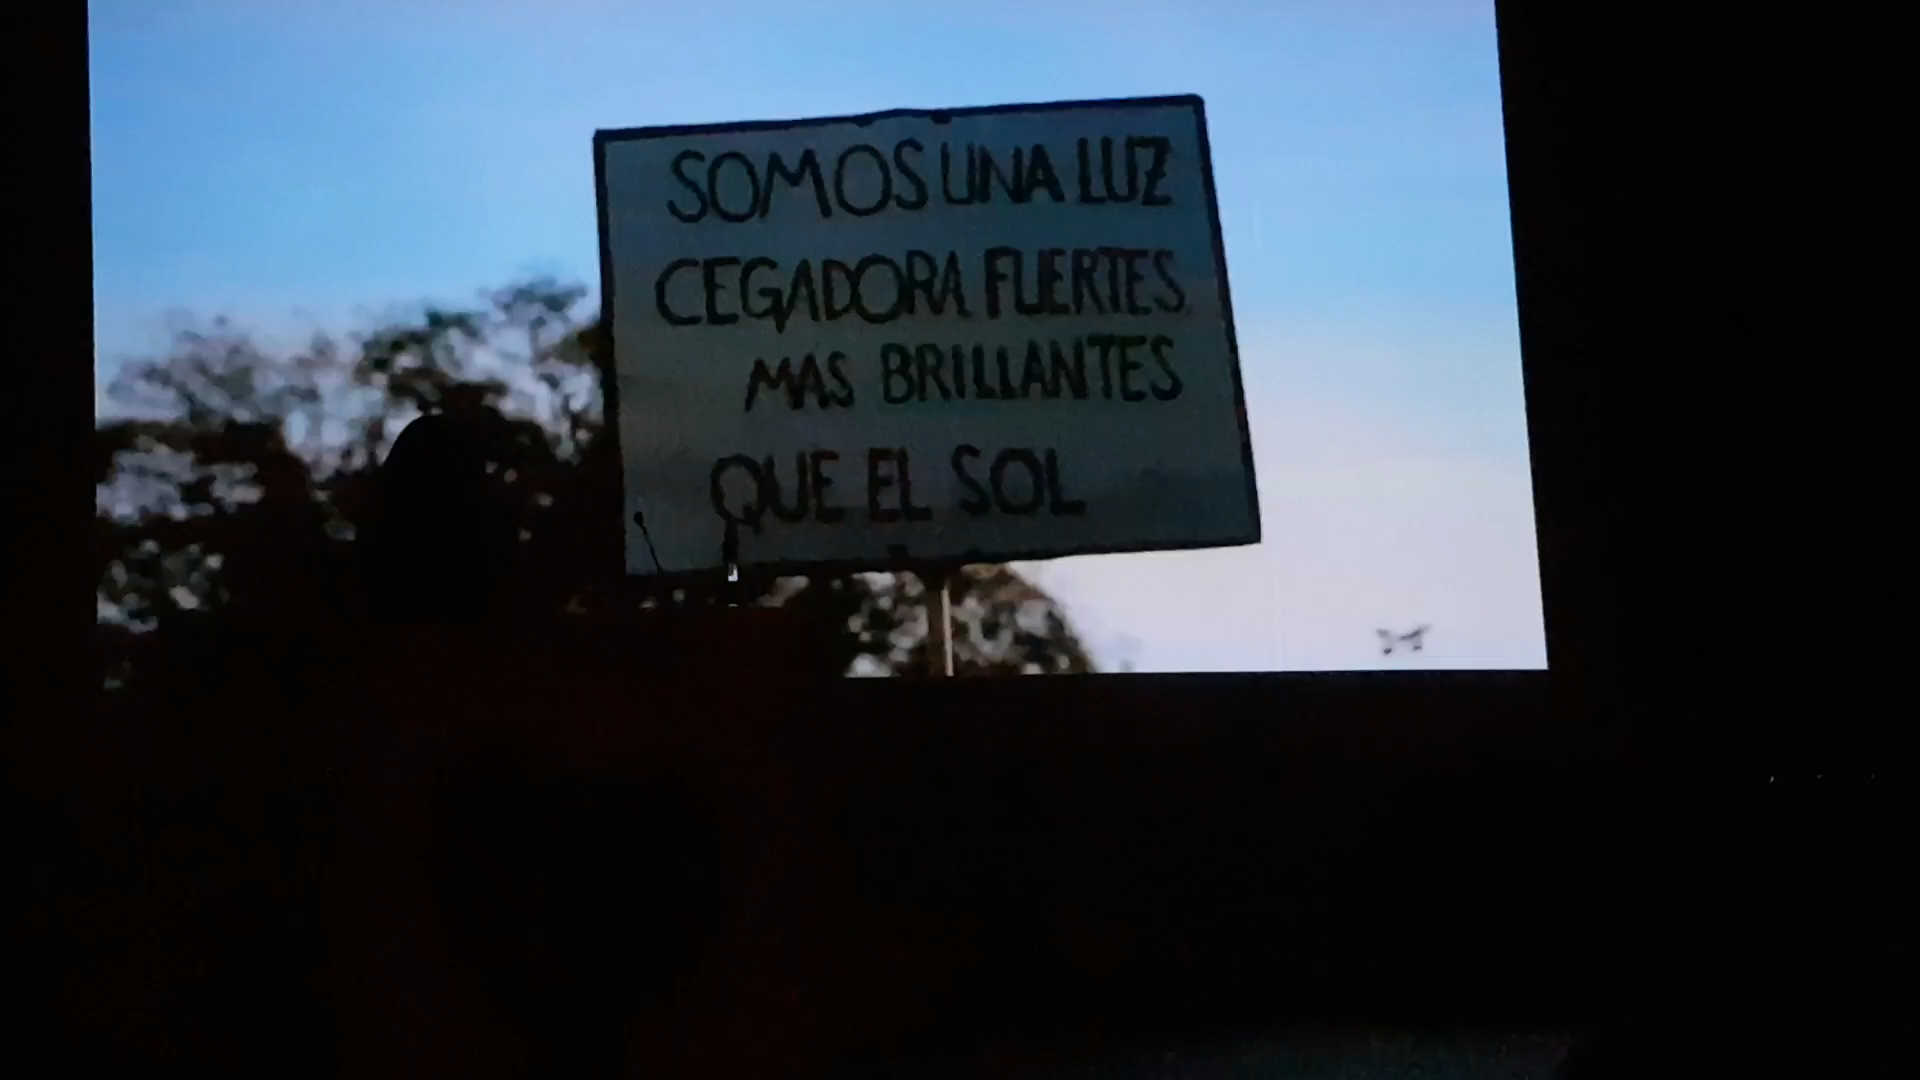 SOMOS UNA LUZ
CEGADORA FUERTES
MAS BRILLANTES
QUE EL SOL